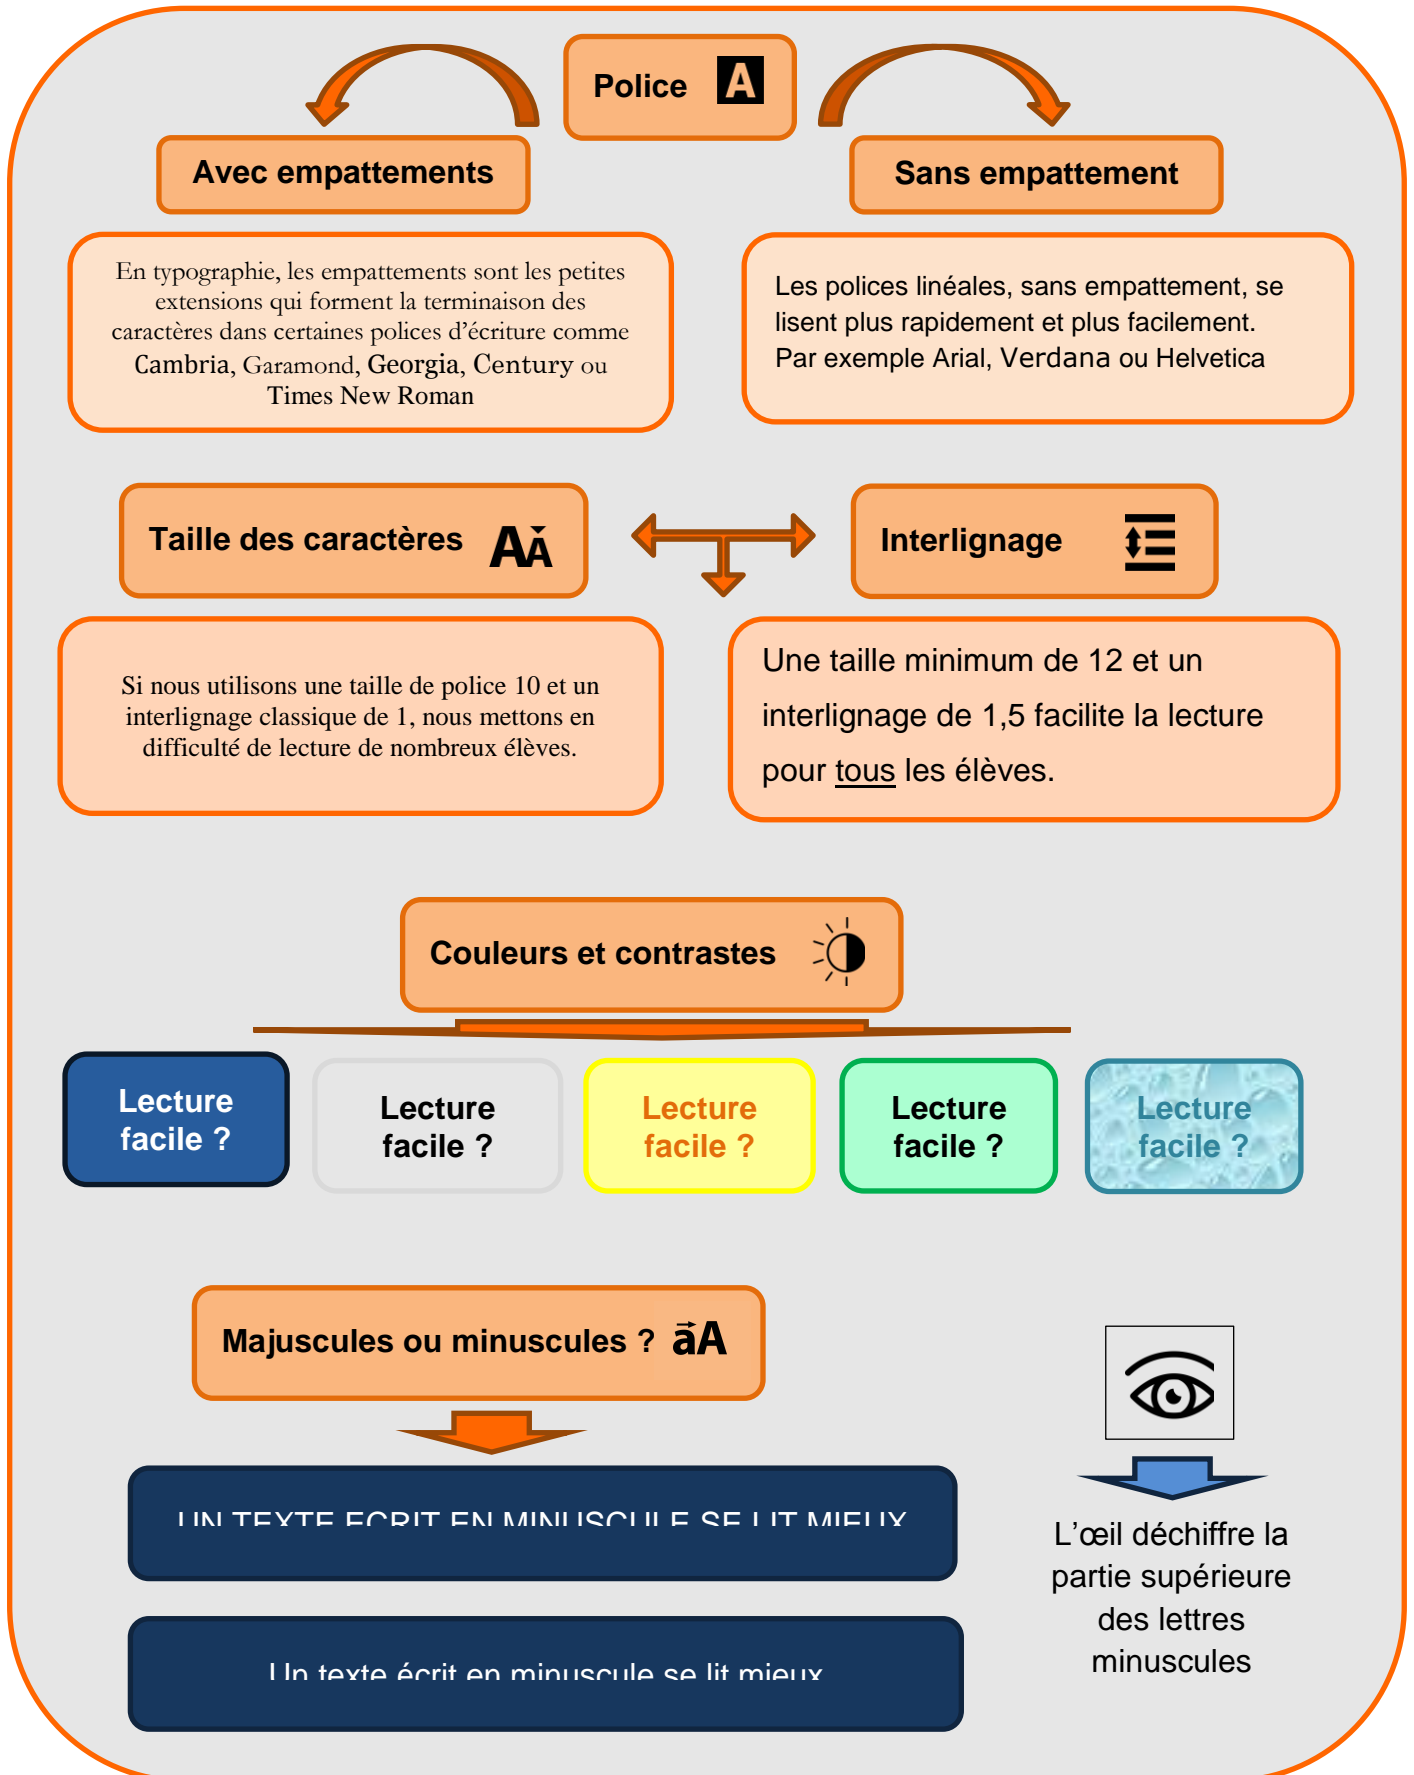 Police A
Avec empattements
Sans empattement
En typographie, les empattements sont les petites
extensions qui forment la terminaison des
caractères dans certaines polices d’écriture comme
Cambria, Garamond, Georgia, Century ou
Times New Roman
Les polices linéales, sans empattement, se
lisent plus rapidement et plus facilement.
Par exemple Arial, Verdana ou Helvetica
Taille des caractères AA
Interlignage
Si nous utilisons une taille de police 10 et un
interlignage classique de 1, nous mettons en
difficulté de lecture de nombreux élèves.
Une taille minimum de 12 et un
interlignage de 1,5 facilite la lecture
pour tous les élèves.
Couleurs et contrastes
Lecture
facile ?
Lecture
facile ?
Lecture
facile ?
Lecture
facile ?
Lecture
facile ?
Majuscules ou minuscules ? aA
UN TEXTE ECRIT EN MINUSCULE SE LIT MIEUX
Un texte écrit en minuscule se lit mieux
L’œil déchiffre la
partie supérieure
des lettres
minuscules